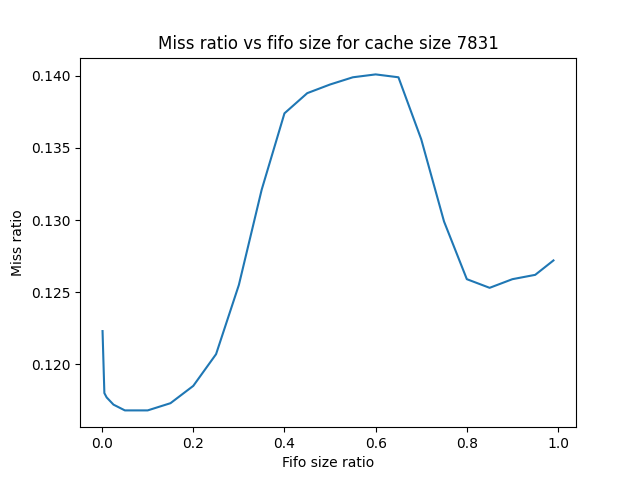 Miss ratio vs fifo size for cache size 7831
0.140
0.135
0.130
0.125
0.120
Miss ratio
0.0 0.2 0.4 0.6 0.8 1.0
Fifo size ratio